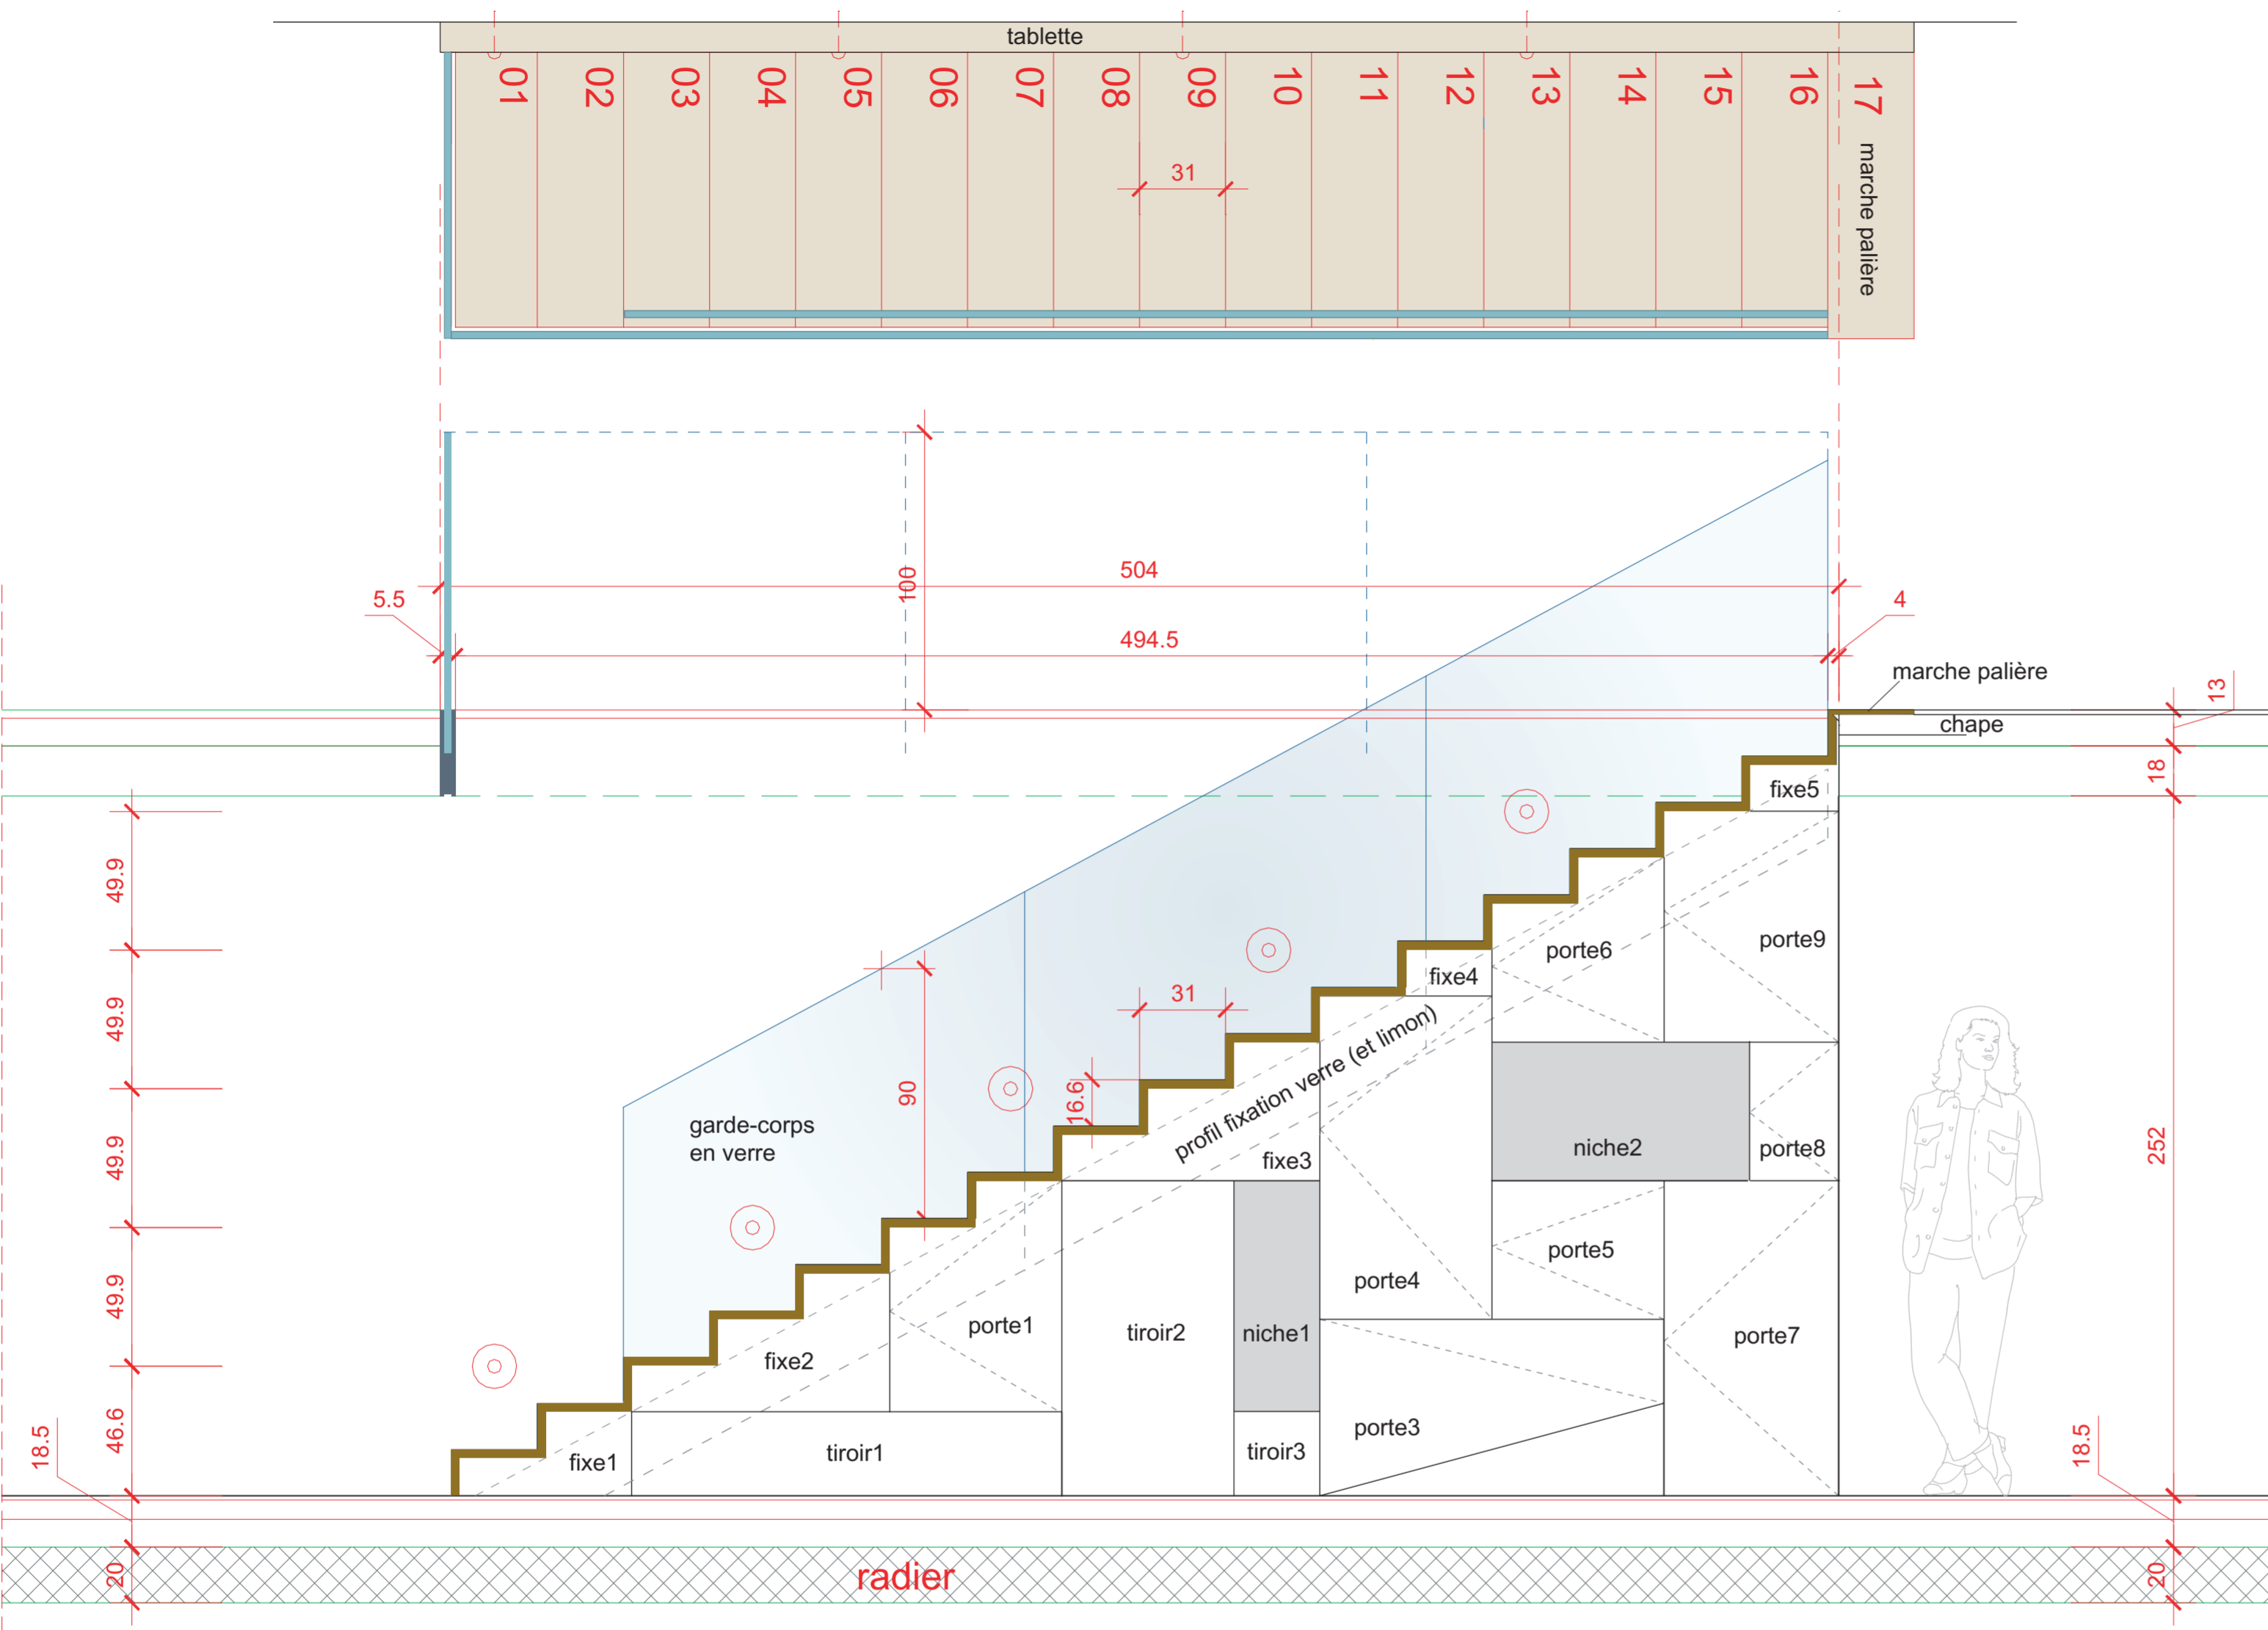 tablette
01
02
03
04
05
06
07
08
09
10
11
12
13
14
15
16
17
marche palière
31
504
100
5.5
4
494.5
marche palière
13
chape
18
fixe5
49.9
porte9
porte6
fixe4
49.9
31
profil fixation verre (et limon)
90
16.6
garde-corps
en verre
49.9
fixe3
niche2
porte8
252
49.9
porte4
porte5
porte1
tiroir2
niche1
porte7
fixe2
46.6
18.5
fixe1
tiroir1
tiroir3
porte3
18.5
20
radier
20